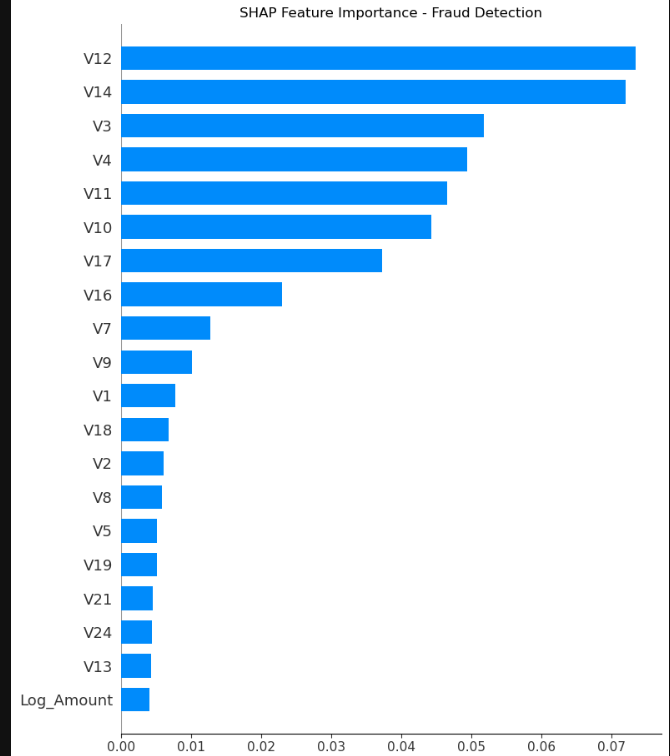 SHAP Feature Importance - Fraud Detection
V12
V14
V3
V4
V11
V10
V17
V16
V7
V9
V1
V18
V2
V8
V5
V19
V21
V24
V13
Log_Amount
0.00 0.01 0.02 0.03 0.04 0.05 0.06 0.07